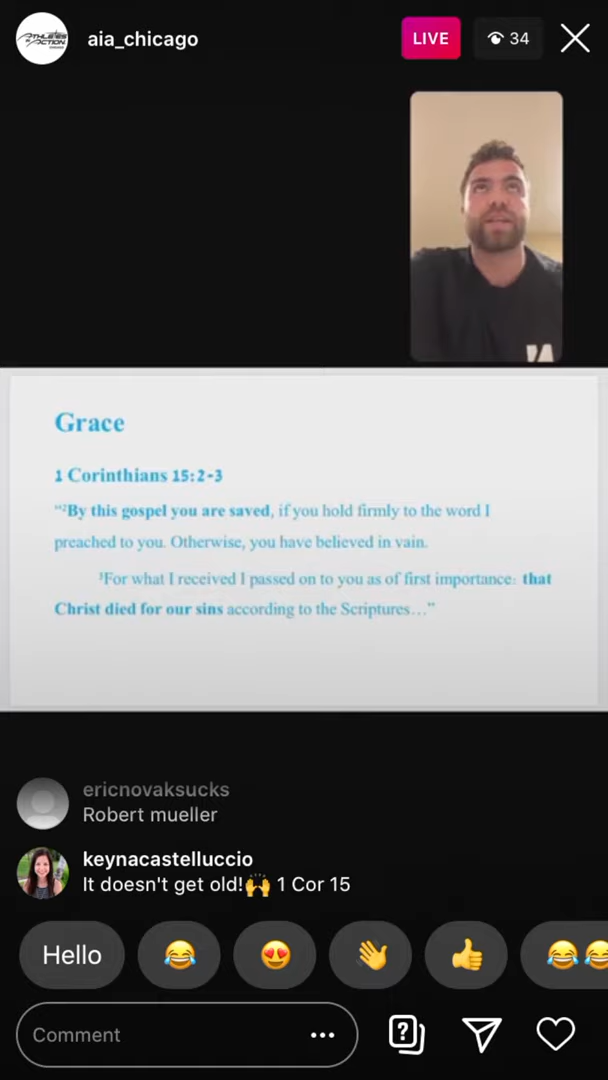 ATHLETES
IN ACTION
aia_chicago
LIVE
34
Grace
1 Corinthians 15:2-3
“²By this gospel you are saved, if you hold firmly to the word I
preached to you. Otherwise, you have believed in vain.
³For what I received I passed on to you as of first importance: that
Christ died for our sins according to the Scriptures…”
ericnovaksucks
Robert mueller
keynacastelluccio
It doesn't get old!🙌 1 Cor 15
Hello
Comment